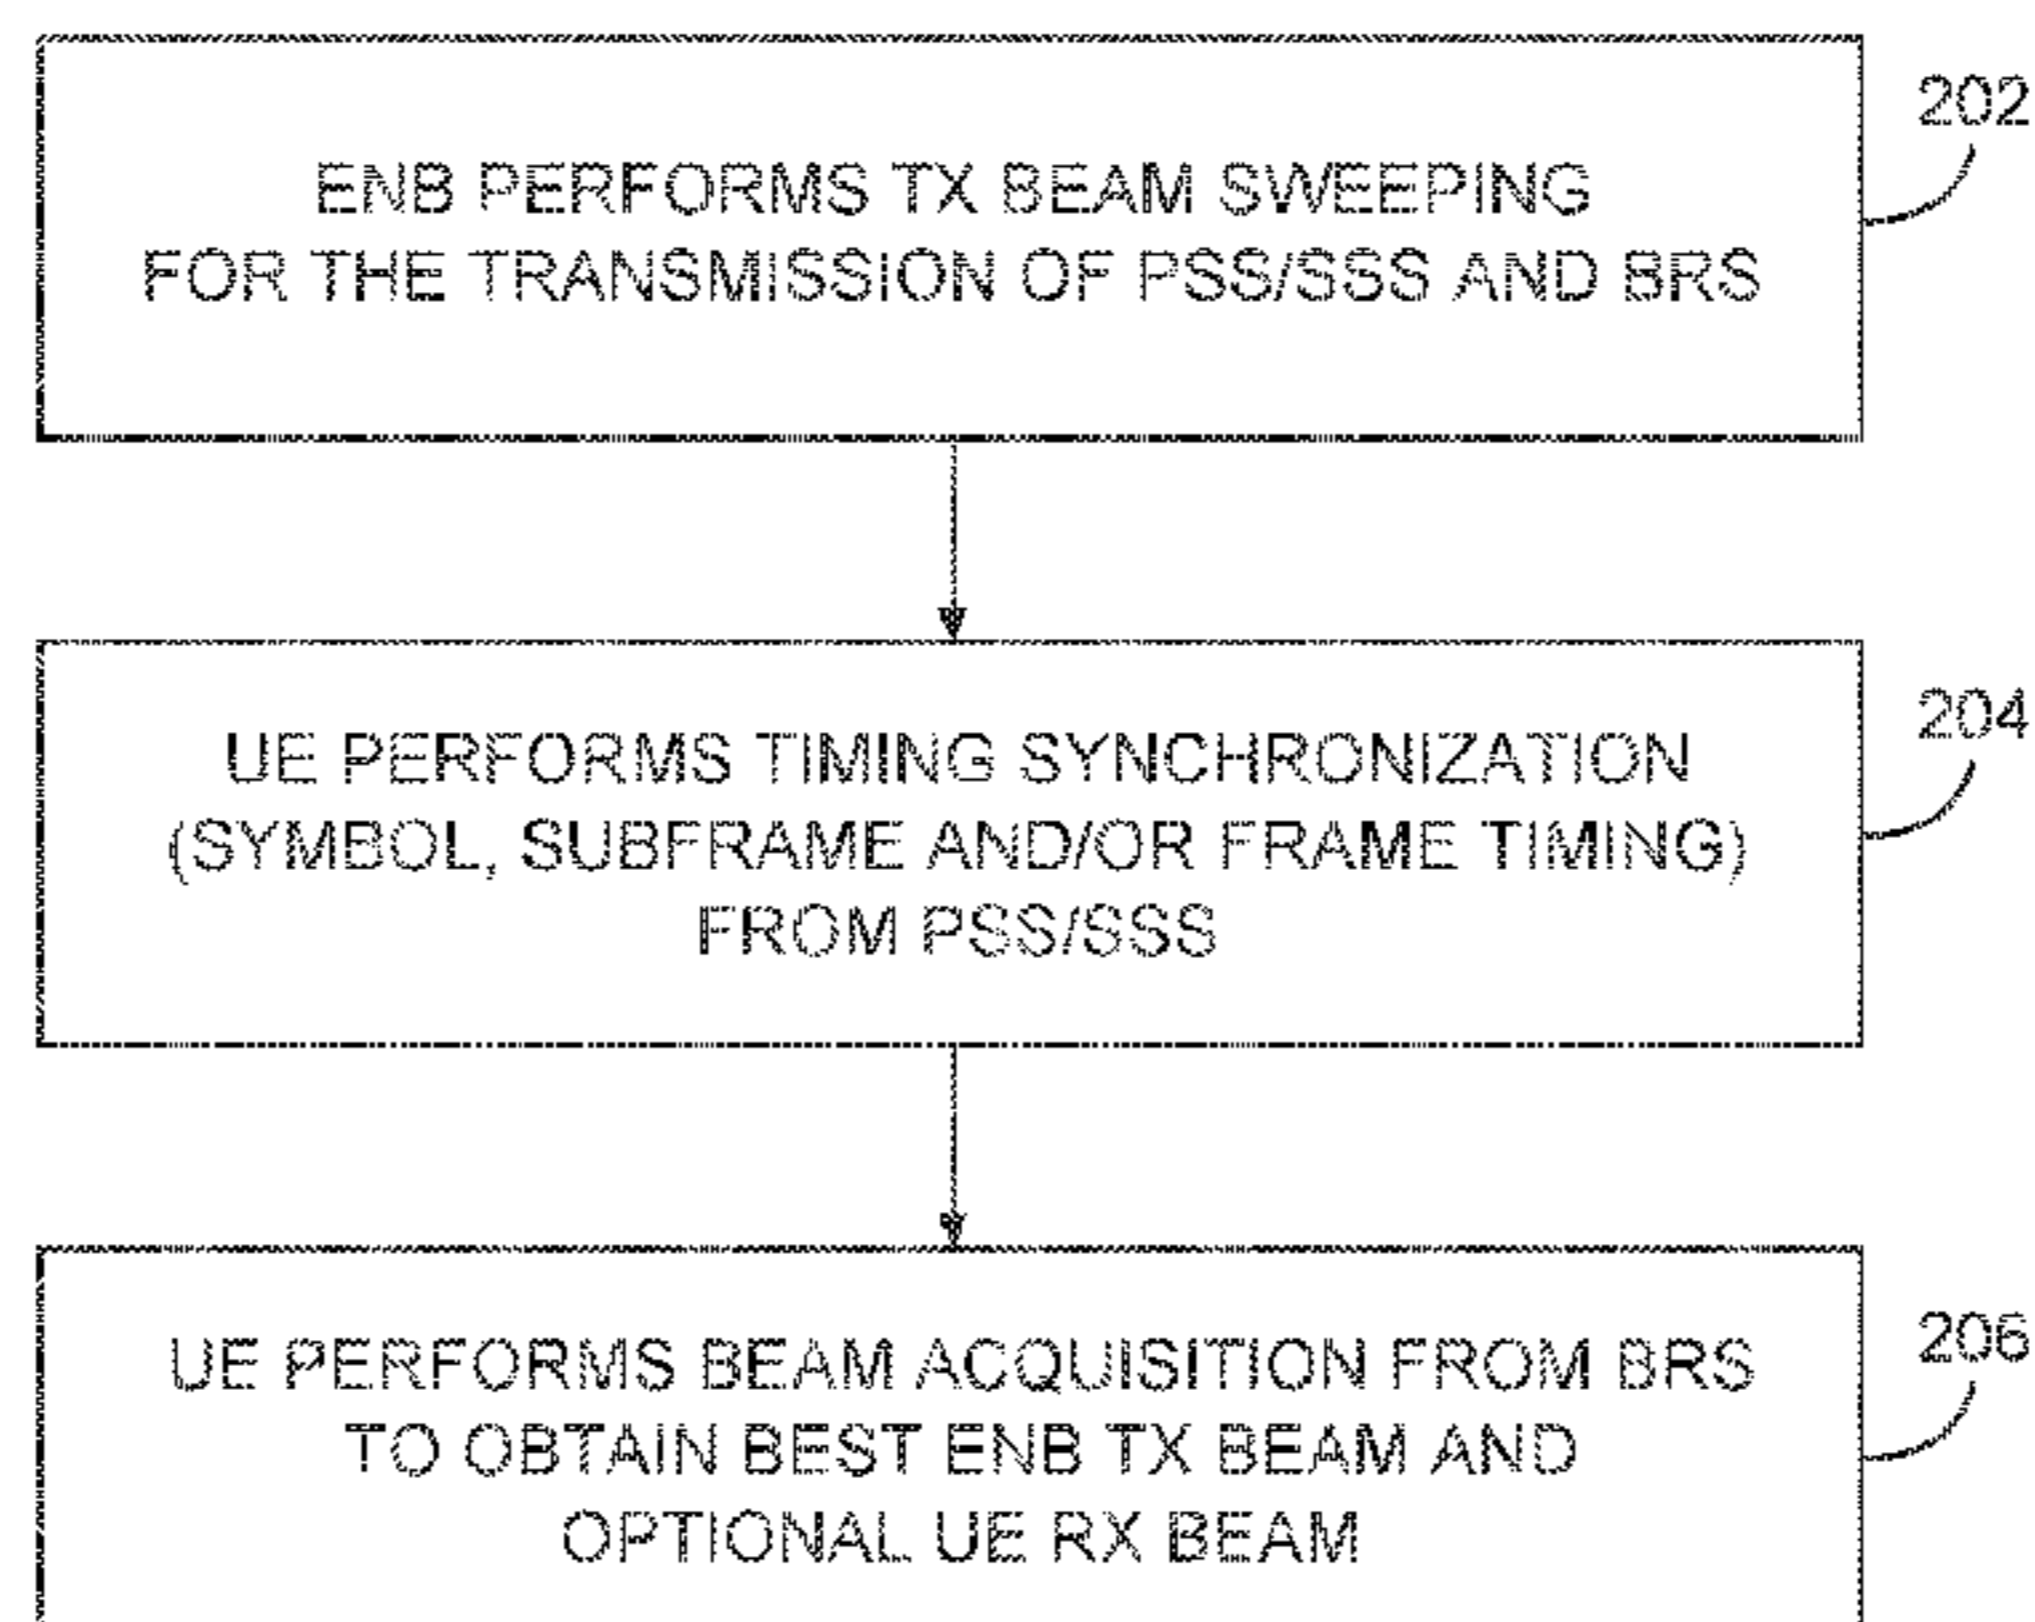 202
ENB PERFORMS TX BEAM SWEEPING
FOR THE TRANSMISSION OF PSS/SSS AND BRS
204
UE PERFORMS TIMING SYNCHRONIZATION
(SYMBOL, SUBFRAME AND/OR FRAME TIMING)
FROM PSS/SSS
206
UE PERFORMS BEAM ACQUISITION FROM BRS
TO OBTAIN BEST ENB TX BEAM AND
OPTIONAL UE RX BEAM